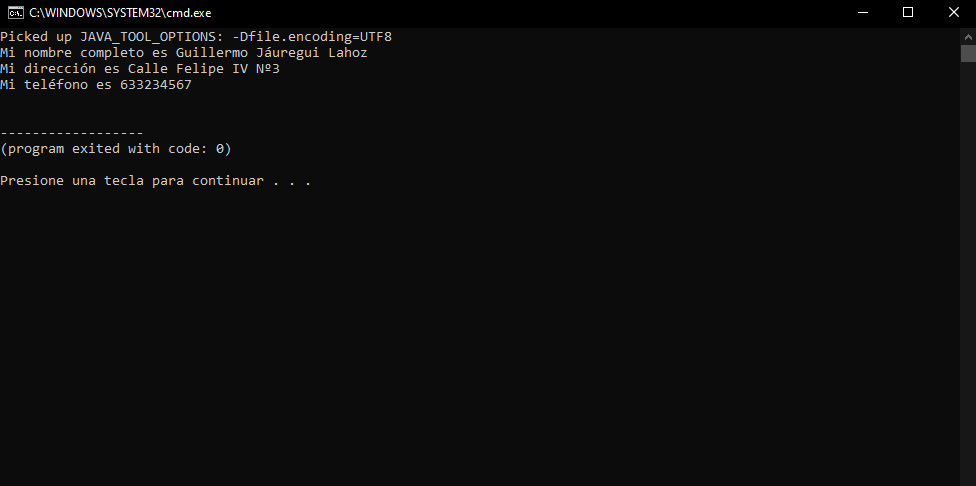 C:\WINDOWS\SYSTEM32\cmd.exe
Picked up JAVA_TOOL_OPTIONS: -Dfile.encoding=UTF8
Mi nombre completo es Guillermo Jáuregui Lahoz
Mi dirección es Calle Felipe IV Nº3
Mi teléfono es 633234567
------------------
(program exited with code: 0)
Presione una tecla para continuar . . .